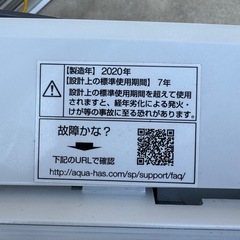 【製造年】2020年
【設計上の標準使用期間】7年
設計上の標準使用期間を超えて使用
されますと、経年劣化による発火・
けが等の事故に至る恐れがあります。
故障かな?
下記のURLで確認
http://aqua-has.com/sp/support/faq/